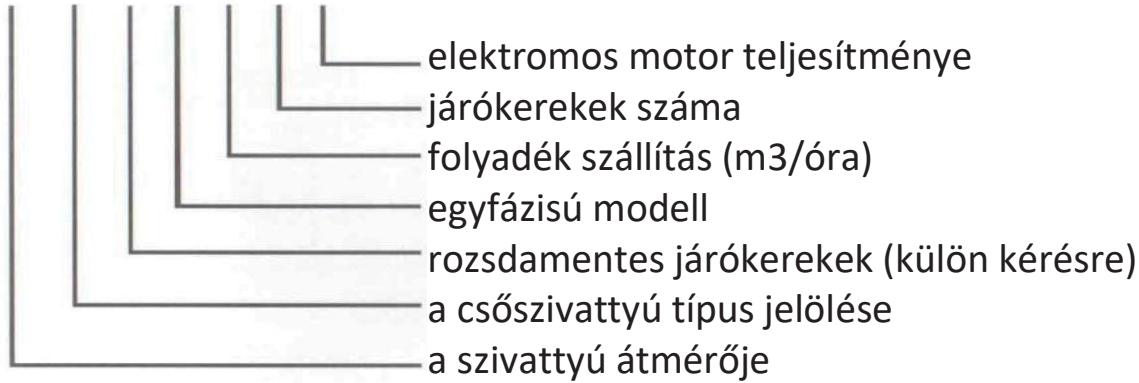 elektromos motor teljesítménye
járókerekek száma
folyadék szállítás (m3/óra)
egyfázisú modell
rozsdamentes járókerekek (külön kérésre)
a csőszivattyú típus jelölése
a szivattyú átmérője